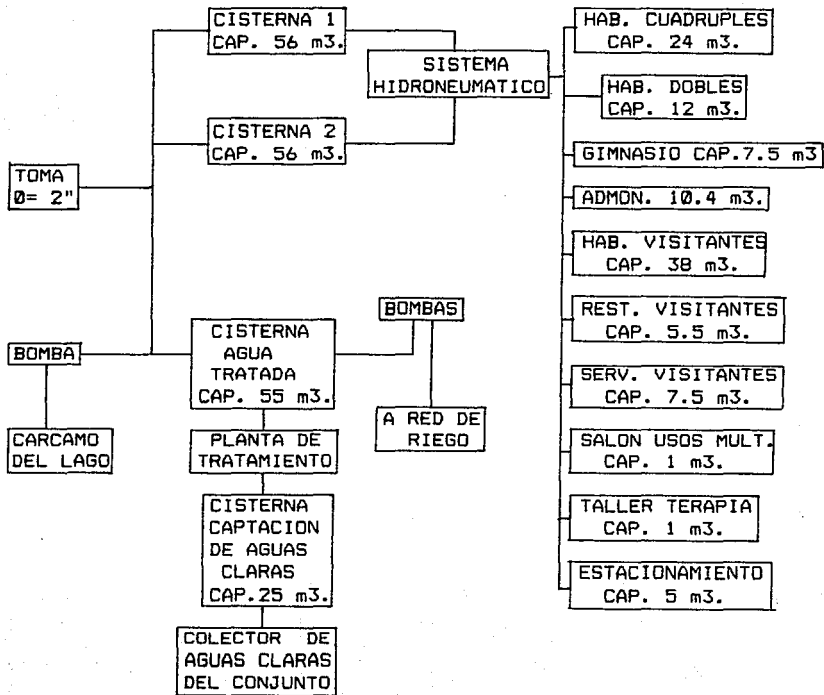 CISTERNA 1
CAP. 56 m3.
CISTERNA 2
CAP. 56 m3.
TOMA
Ø= 2"
SISTEMA
HIDRONEUMATICO
HAB. CUADRUPLES
CAP. 24 m3.
HAB. DOBLES
CAP. 12 m3.
GIMNASIO CAP.7.5 m3
ADMON. 10.4 m3.
HAB. VISITANTES
CAP. 38 m3.
REST. VISITANTES
CAP. 5.5 m3.
SERV. VISITANTES
CAP. 7.5 m3.
SALON USOS MULT.
CAP. 1 m3.
TALLER TERAPIA
CAP. 1 m3.
ESTACIONAMIENTO
CAP. 5 m3.
BOMBA
CARCAMO
DEL LAGO
CISTERNA
AGUA
TRATADA
CAP. 55 m3.
BOMBAS
A RED DE
RIEGO
PLANTA DE
TRATAMIENTO
CISTERNA
CAPTACION
DE AGUAS
CLARAS
CAP.25 m3.
COLECTOR DE
AGUAS CLARAS
DEL CONJUNTO